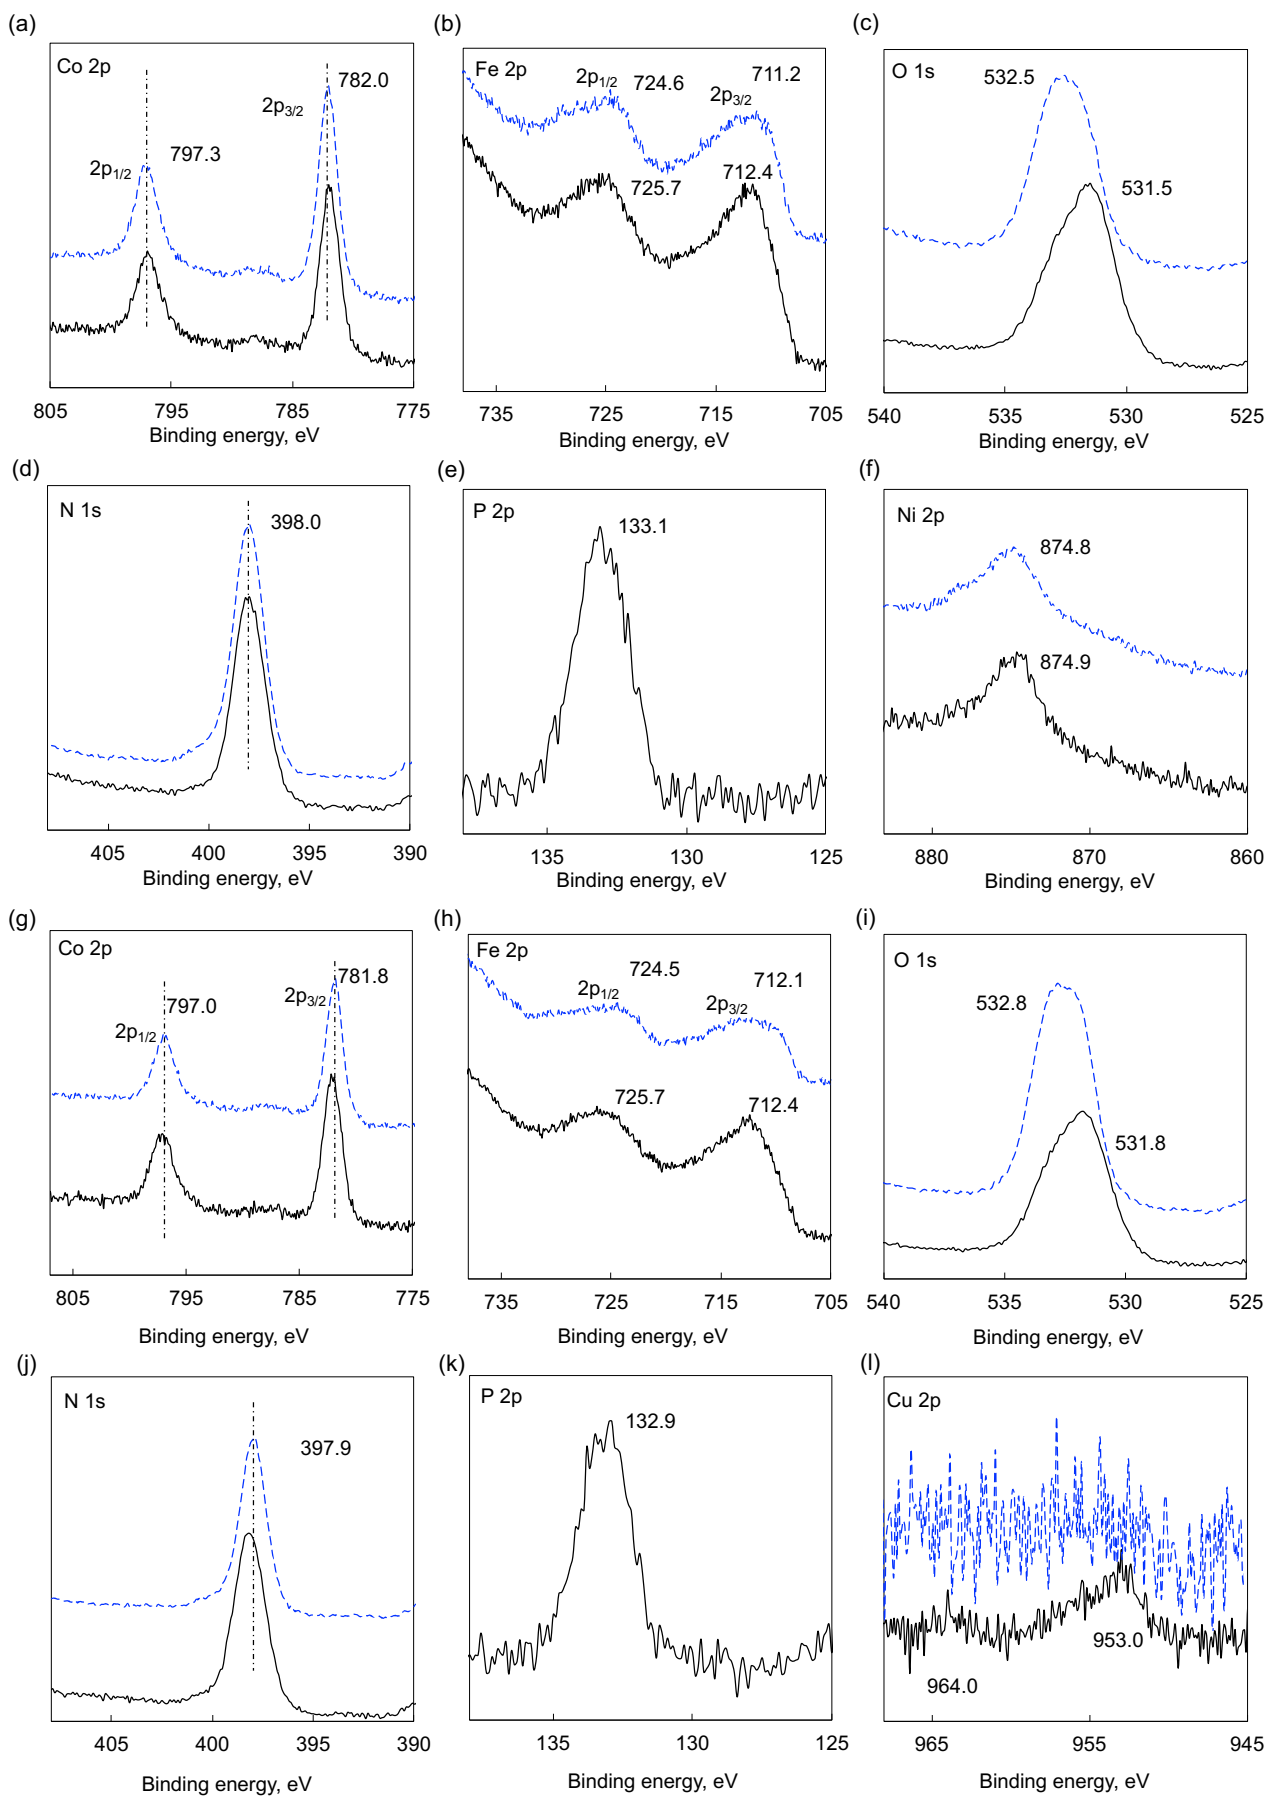 (a)
Co 2p
782.0
2p3/2
797.3
2p1/2
805 795 785 775
Binding energy, eV
(b)
Fe 2p
2p1/2
724.6
711.2
2p3/2
725.7
712.4
735 725 715 705
Binding energy, eV
(c)
O 1s
532.5
531.5
540 535 530 525
Binding energy, eV
(d)
N 1s
398.0
405 400 395 390
Binding energy, eV
(e)
P 2p
133.1
135 130 125
Binding energy, eV
(f)
Ni 2p
874.8
874.9
880 870 860
Binding energy, eV
(g)
Co 2p
781.8
2p3/2
797.0
2p1/2
805 795 785 775
Binding energy, eV
(h)
Fe 2p
724.5
712.1
2p1/2
2p3/2
725.7
712.4
735 725 715 705
Binding energy, eV
(i)
O 1s
532.8
531.8
540 535 530 525
Binding energy, eV
(j)
N 1s
397.9
405 400 395 390
Binding energy, eV
(k)
P 2p
132.9
135 130 125
Binding energy, eV
(l)
Cu 2p
953.0
964.0
965 955 945
Binding energy, eV